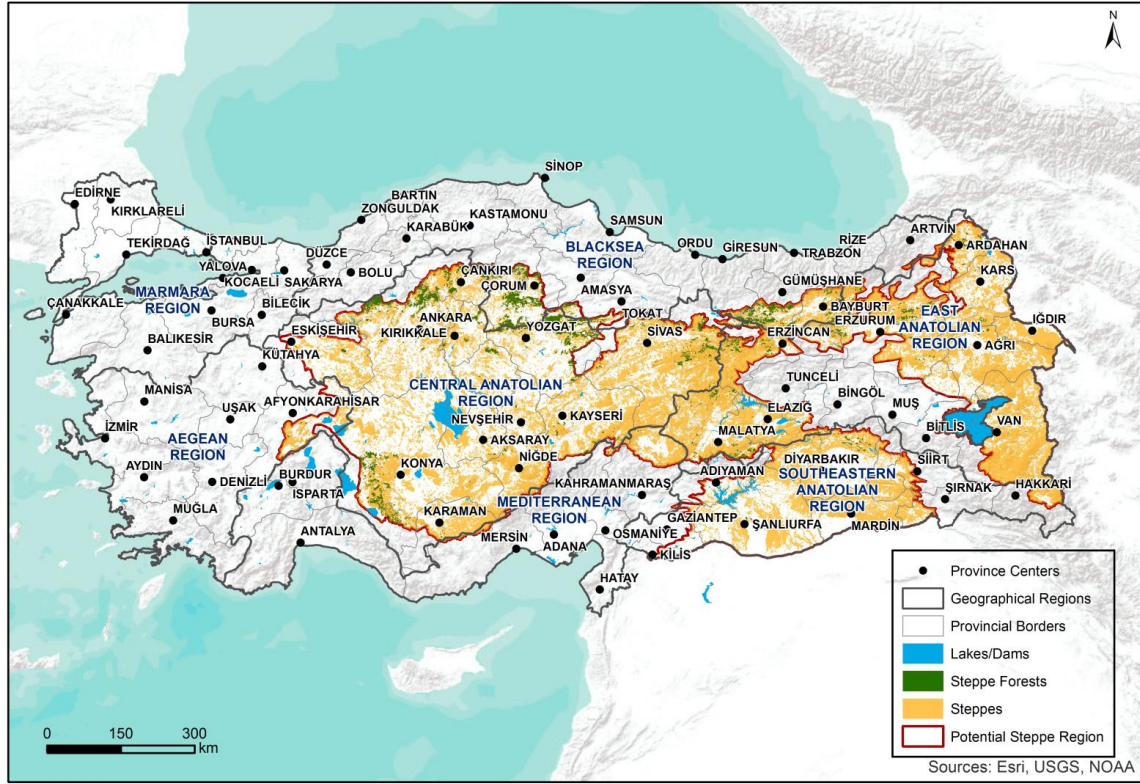 N
SİNOP
EDİRNE
KIRKLARELİ
BARTIN
ZONGULDAK
KASTAMONU
KARABÜK
SAMSUN
TEKİRDAĞ
İSTANBUL
DÜZCE
BLACKSEA
REGION
ORDU
GİRESUN
TRABZON
RİZE
ARTVİN
ARDAHAN
YALOVA
KOCAELİ
SAKARYA
BOLU
ÇANKIRI
ÇORUM
AMASYA
GÜMÜŞHANE
KARS
MARMARA
REGION
ÇANAKKALE
BİLECİK
BURSA
TOKAT
BAYBURT
ANKARA
ESKİŞEHİR
KIRIKKALE
YOZGAT
SİVAS
ERZİNCAN
ERZURUM
EAST
ANATOLIAN
REGION
IĞDIR
AĞRI
BALIKESİR
KÜTAHYA
MANİSA
UŞAK
AFYONKARAHİSAR
CENTRAL ANATOLIAN
REGION
NEVŞEHİR
KAYSERİ
TUNCELİ
BİNGÖL
MUŞ
ELAZIĞ
İZMİR
AEGEAN
REGION
AKSARAY
MALATYA
BİTLİS
VAN
AYDIN
DENİZLİ
BURDUR
ISPARTA
KONYA
NİĞDE
DİYARBAKIR
SİİRT
ADIYAMAN
SOUTHEASTERN
ANATOLIAN
REGION
KAHRAMANMARAŞ
MEDITERRANEAN
REGION
ŞIRNAK
HAKKARİ
MUĞLA
KARAMAN
GAZİANTEP
ŞANLIURFA
MARDİN
ANTALYA
MERSİN
ADANA
OSMANİYE
KİLİS
HATAY
Province Centers
Geographical Regions
Provincial Borders
Lakes/Dams
Steppe Forests
Steppes
Potential Steppe Region
0 150 300
km
Sources: Esri, USGS, NOAA